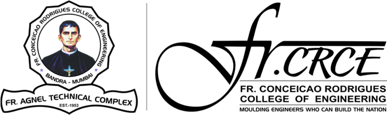 FR. CONCEICAO RODRIGUES COLLEGE OF ENGINEERING
BANDRA - MUMBAI
FR. AGNEL TECHNICAL COMPLEX
EST.-1983
fr.CRCE
FR. CONCEICAO RODRIGUES
COLLEGE OF ENGINEERING
MOULDING ENGINEERS WHO CAN BUILD THE NATION